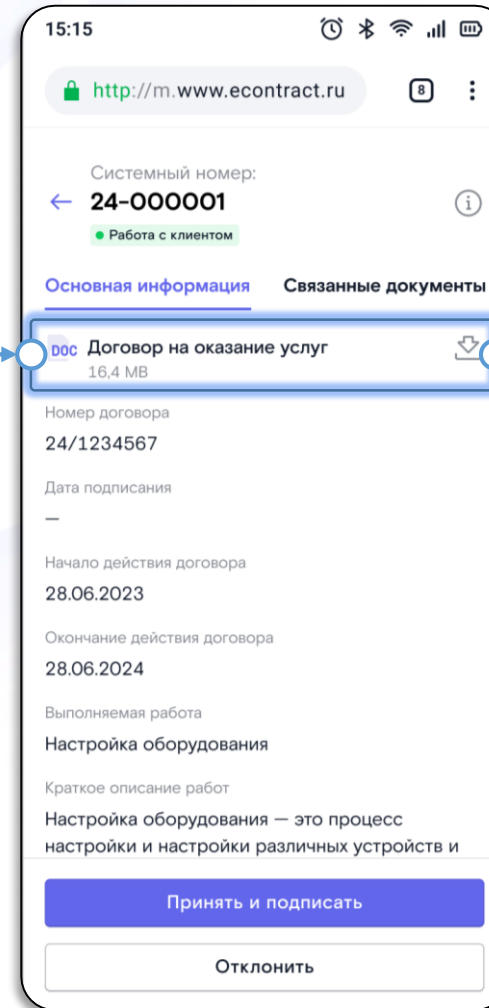 15:15
http://m.www.econtract.ru 8
Системный номер:
24-000001
Работа с клиентом
Основная информация Связанные документы
DOC Договор на оказание услуг
16,4 MB
Номер договора
24/1234567
Дата подписания
—
Начало действия договора
28.06.2023
Окончание действия договора
28.06.2024
Выполняемая работа
Настройка оборудования
Краткое описание работ
Настройка оборудования — это процесс
настройки и настройки различных устройств и
Принять и подписать
Отклонить